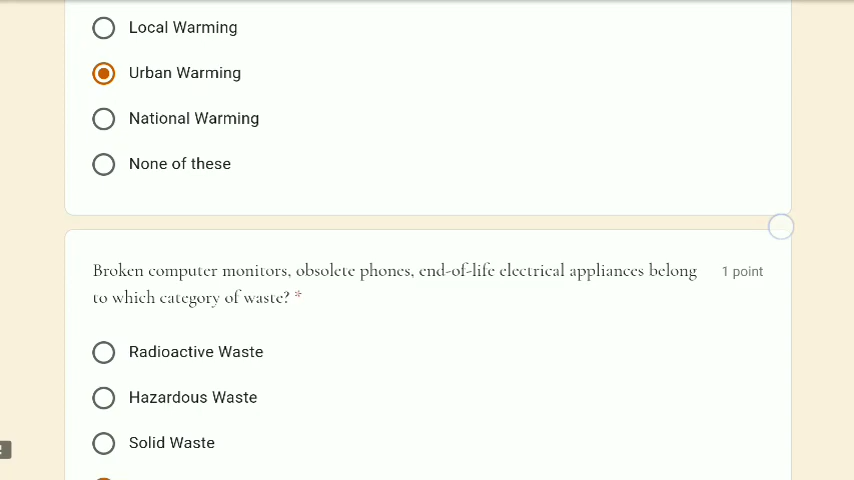 Local Warming
Urban Warming
National Warming
None of these
Broken computer monitors, obsolete phones, end-of-life electrical appliances belong 1 point
to which category of waste? *
Radioactive Waste
Hazardous Waste
Solid Waste